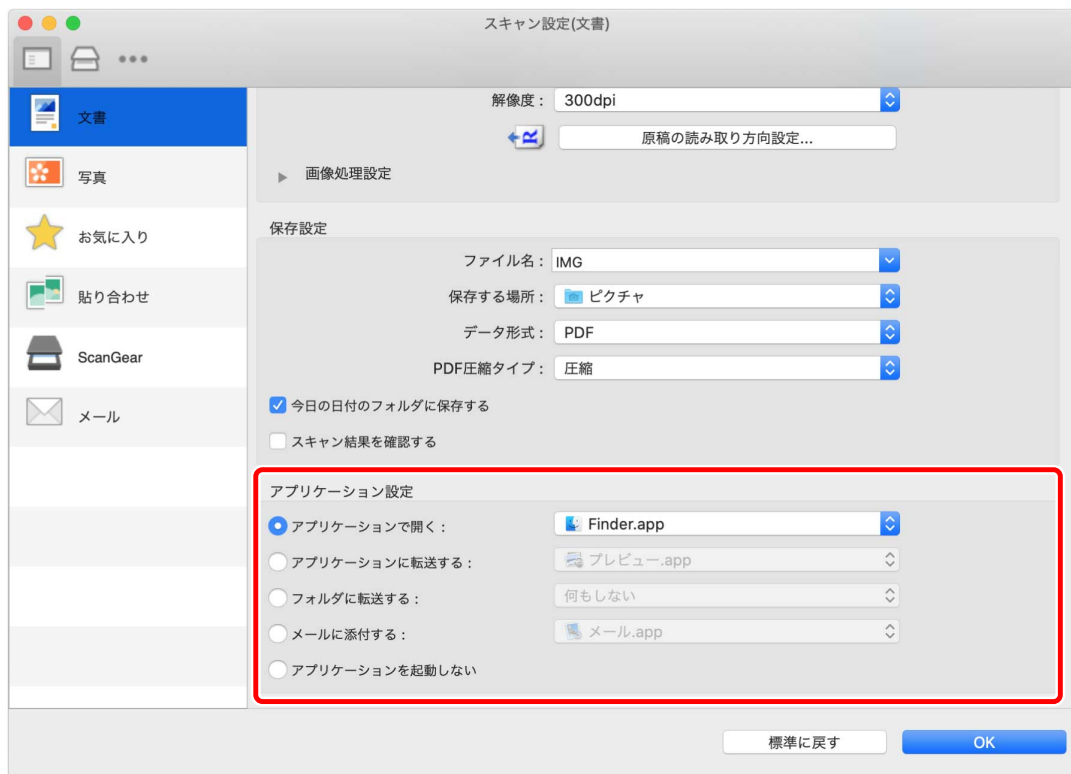 スキャン設定(文書)
文書
写真
お気に入り
貼り合わせ
ScanGear
メール
解像度： 300dpi
原稿の読み取り方向設定...
画像処理設定
保存設定
ファイル名： IMG
保存する場所： ピクチャ
データ形式： PDF
PDF圧縮タイプ： 圧縮
今日の日付のフォルダに保存する
スキャン結果を確認する
アプリケーション設定
アプリケーションで開く： Finder.app
アプリケーションに転送する： プレビュー.app
フォルダに転送する： 何もしない
メールに添付する： メール.app
アプリケーションを起動しない
標準に戻す OK